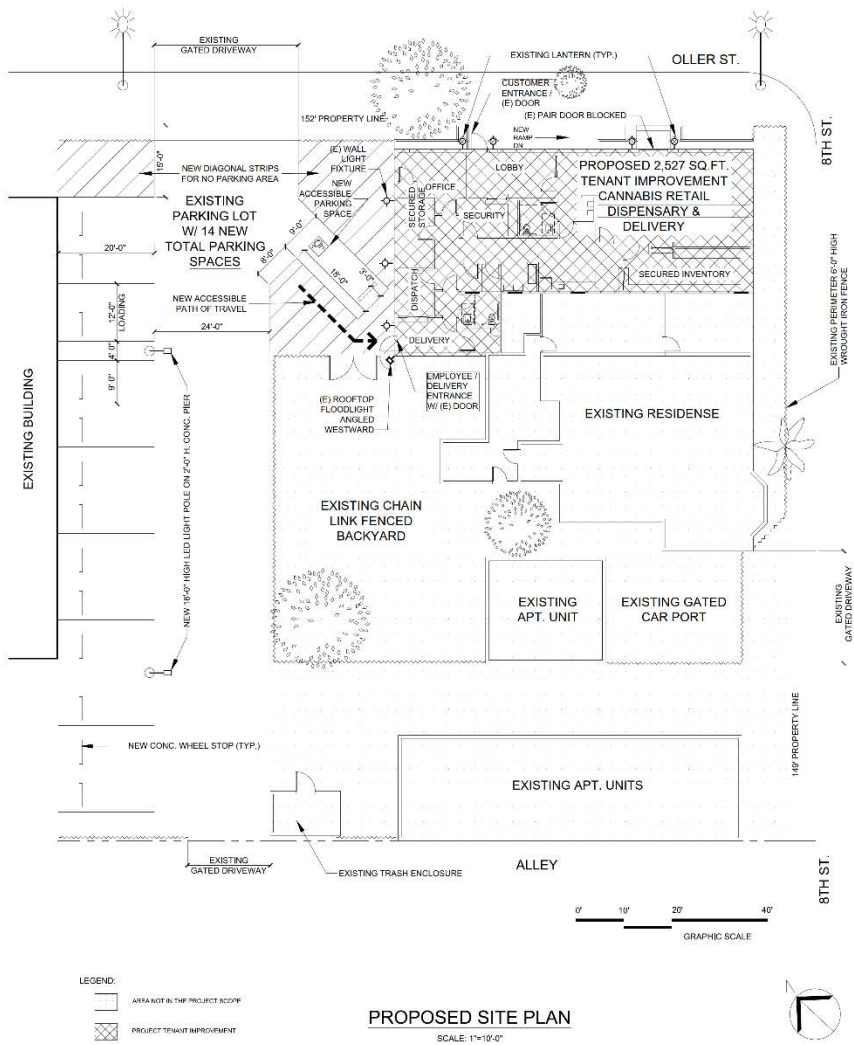 EXISTING
GATED DRIVEWAY
EXISTING LANTERN (TYP.)
OLLER ST.
CUSTOMER
ENTRANCE /
(E) DOOR
(E) PAIR DOOR BLOCKED
152' PROPERTY LINE
NEW
RAMP
DN
8TH ST.
15'-0"
(E) WALL
LIGHT
FIXTURE
NEW DIAGONAL STRIPS
FOR NO PARKING AREA
NEW
ACCESSIBLE
PARKING
SPACE
EXISTING
PARKING LOT
W/ 14 NEW
TOTAL PARKING
SPACES
OFFICE
LOBBY
SECURED
STORAGE
SECURITY
PROPOSED 2,527 SQ.FT.
TENANT IMPROVEMENT
CANNABIS RETAIL
DISPENSARY &
DELIVERY
20'-0"
9'-0"
8'-0"
18'-0"
3'-0"
SECURED INVENTORY
DISPATCH
NEW ACCESSIBLE
PATH OF TRAVEL
12'-0"
LOADING
24'-0"
DELIVERY
4'-0"
9'-0"
EXISTING PERIMETER 6'-0" HIGH
WROUGHT IRON FENCE
(E) ROOFTOP
FLOODLIGHT
ANGLED
WESTWARD
EMPLOYEE /
DELIVERY
ENTRANCE
W/ (E) DOOR
EXISTING RESIDENSE
EXISTING BUILDING
NEW 16'-0" HIGH LED LIGHT POLE ON 2'-0" H. CONC. PIER
EXISTING CHAIN
LINK FENCED
BACKYARD
EXISTING
APT. UNIT
EXISTING GATED
CAR PORT
EXISTING
GATED DRIVEWAY
149' PROPERTY LINE
NEW CONC. WHEEL STOP (TYP.)
EXISTING APT. UNITS
EXISTING
GATED DRIVEWAY
EXISTING TRASH ENCLOSURE
ALLEY
8TH ST.
0' 10' 20' 40'
GRAPHIC SCALE
LEGEND:
AREA NOT IN THE PROJECT SCOPE
PROJECT TENANT IMPROVEMENT
PROPOSED SITE PLAN
SCALE: 1"=10'-0"
N